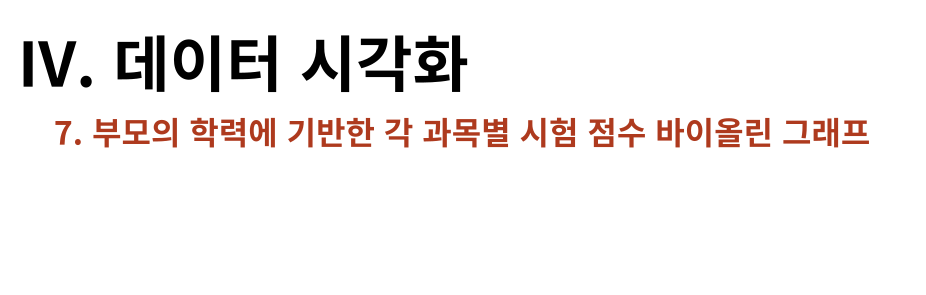 IV. 데이터 시각화
7. 부모의 학력에 기반한 각 과목별 시험 점수 바이올린 그래프